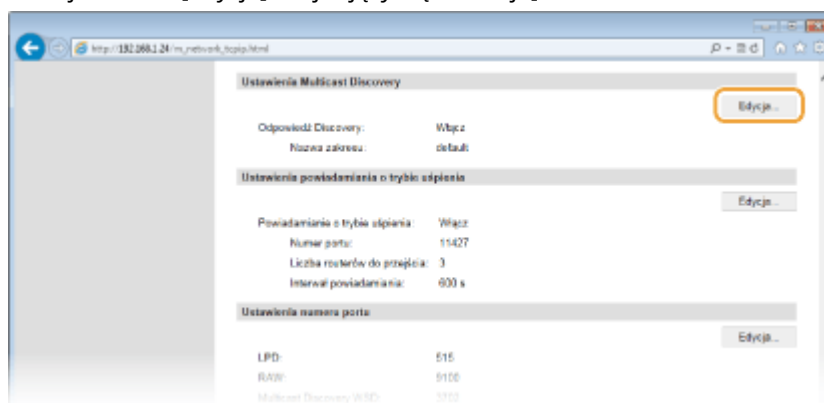 http://192.168.1.24/m_network_tcpip.html
Ustawienia Multicast Discovery
Edycja...
Odpowiedź Discovery: Włącz
Nazwa zakresu: default
Ustawienia powiadamiania o trybie uśpienia
Edycja...
Powiadamianie o trybie uśpienia: Włącz
Numer portu: 11427
Liczba routerów do przejścia: 3
Interwał powiadamiania: 600 s
Ustawienia numeru portu
Edycja...
LPD: 515
RAW: 9100
Multicast Discovery WSD: 3702